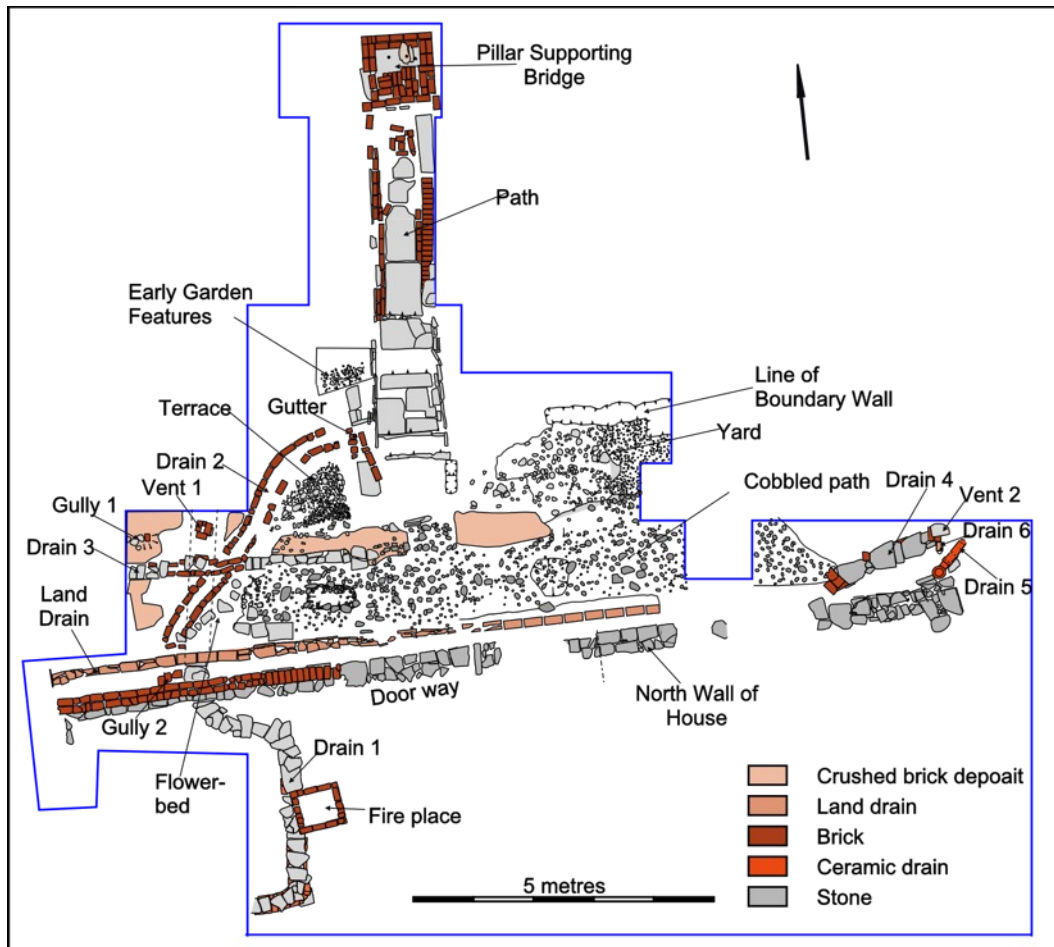 Pillar Supporting
Bridge
Path
Early Garden
Features
Line of
Boundary Wall
Terrace
Gutter
Yard
Drain 2
Cobbled path
Drain 4
Vent 1
Vent 2
Gully 1
Drain 6
Drain 3
Drain 5
Land
Drain
Door way
North Wall of
House
Gully 2
Drain 1
Flower-
bed
Fire place
Crushed brick depoait
Land drain
Brick
Ceramic drain
Stone
5 metres